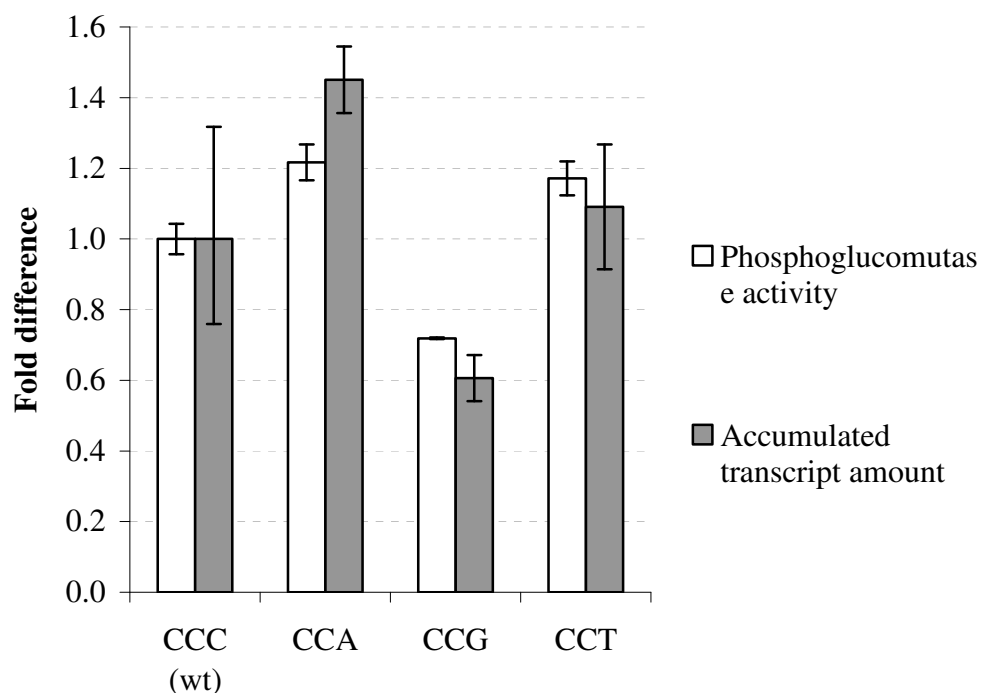 1.6
1.4
1.2
1.0
0.8
0.6
0.4
0.2
0.0
Fold difference
CCC
(wt)
CCA
CCG
CCT
Phosphoglucomutas
e activity
Accumulated
transcript amount